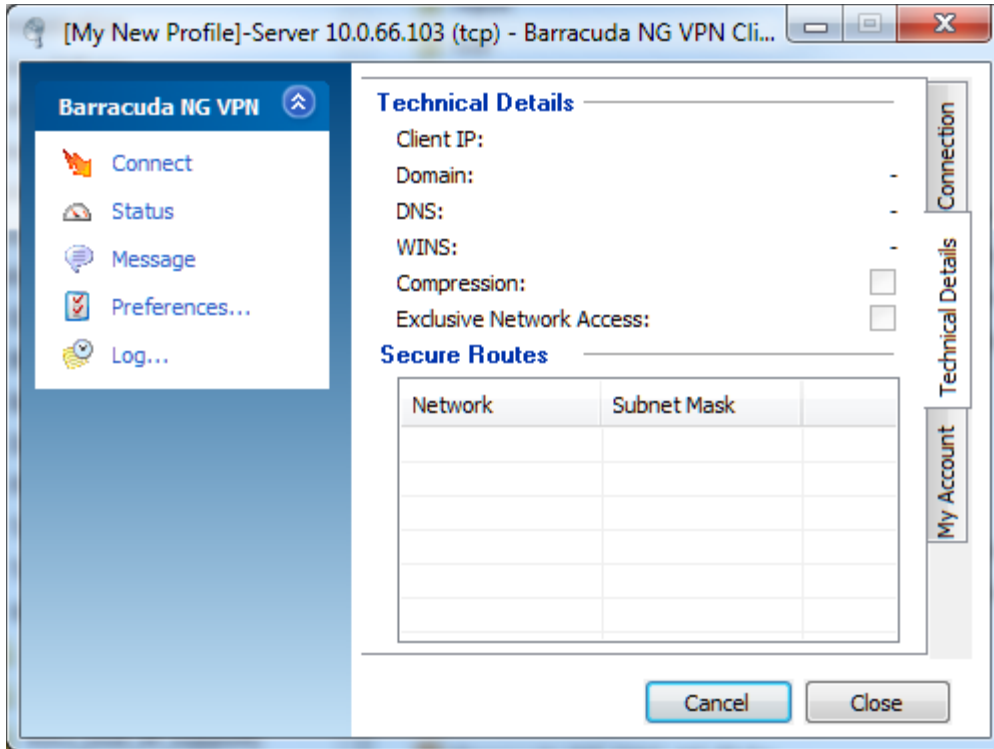 [My New Profile]-Server 10.0.66.103 (tcp) - Barracuda NG VPN Cli...
Barracuda NG VPN
Connect
Status
Message
Preferences...
Log...
Technical Details
Client IP:
Domain: -
DNS: -
WINS: -
Compression:
Exclusive Network Access:
Secure Routes
Network Subnet Mask
Connection
Technical Details
My Account
Cancel Close